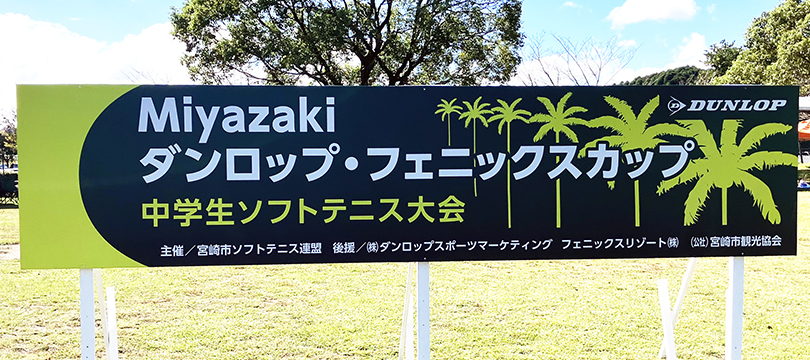 Miyazaki
DUNLOP
ダンロップ・フェニックスカップ
中学生ソフトテニス大会
主催／宮崎市ソフトテニス連盟　後援／㈱ダンロップスポーツマーケティング　フェニックスリゾート㈱　(公社)宮崎市観光協会